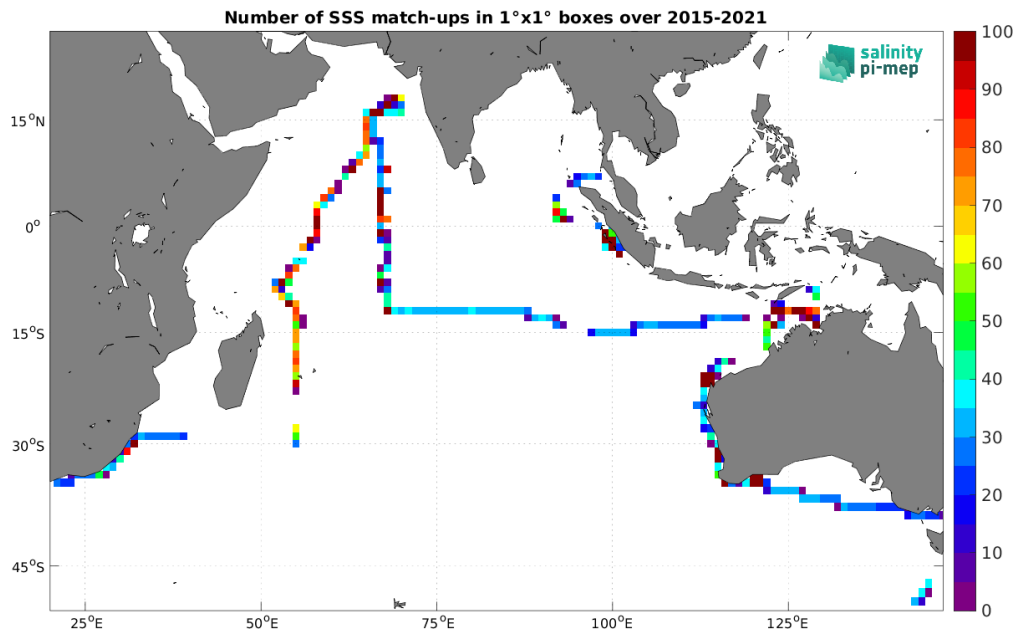 Number of SSS match-ups in 1°x1° boxes over 2015-2021
salinity
pi-mep
100
90
80
70
60
50
40
30
20
10
0
15°N
0°
15°S
30°S
45°S
25°E
50°E
75°E
100°E
125°E